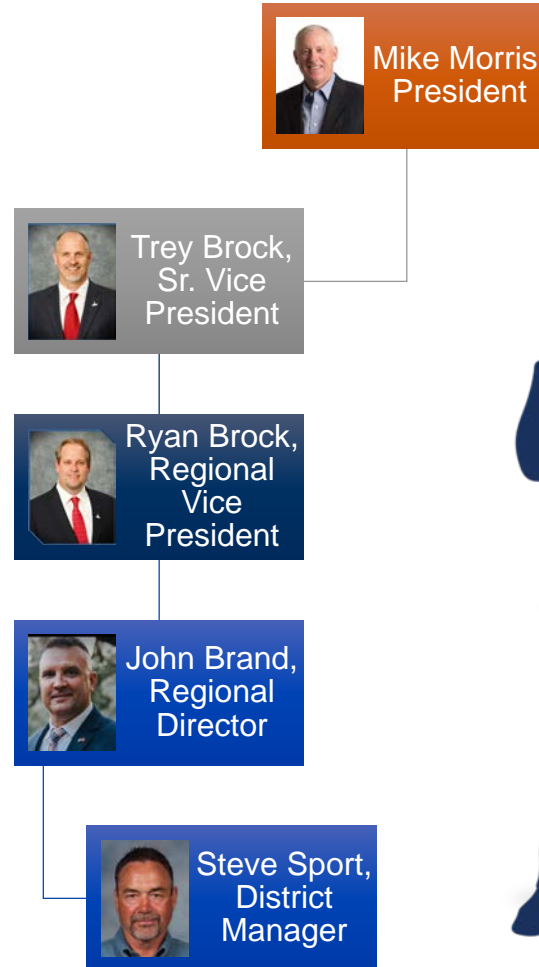 Mike Morris
President
Trey Brock,
Sr. Vice
President
Ryan Brock,
Regional
Vice
President
John Brand,
Regional
Director
Steve Sport,
District
Manager